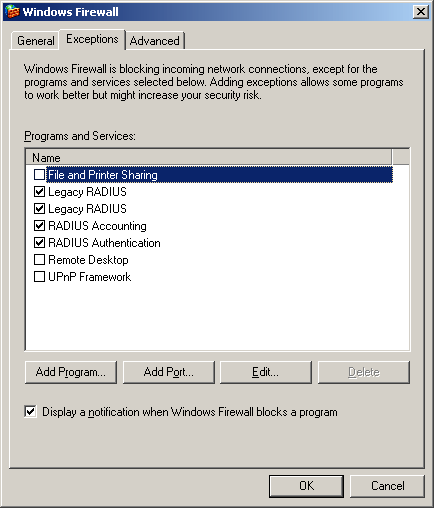 Windows Firewall
General
Exceptions
Advanced
Windows Firewall is blocking incoming network connections, except for the
programs and services selected below. Adding exceptions allows some programs
to work better but might increase your security risk.
Programs and Services:
Name
File and Printer Sharing
Legacy RADIUS
Legacy RADIUS
RADIUS Accounting
RADIUS Authentication
Remote Desktop
UPnP Framework
Add Program...
Add Port...
Edit...
Delete
Display a notification when Windows Firewall blocks a program
OK
Cancel